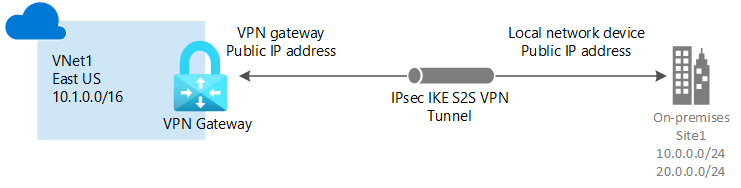 VNet1
East US
10.1.0.0/16
VPN Gateway
VPN gateway
Public IP address
IPsec IKE S2S VPN
Tunnel
Local network device
Public IP address
On-premises
Site1
10.0.0.0/24
20.0.0.0/24